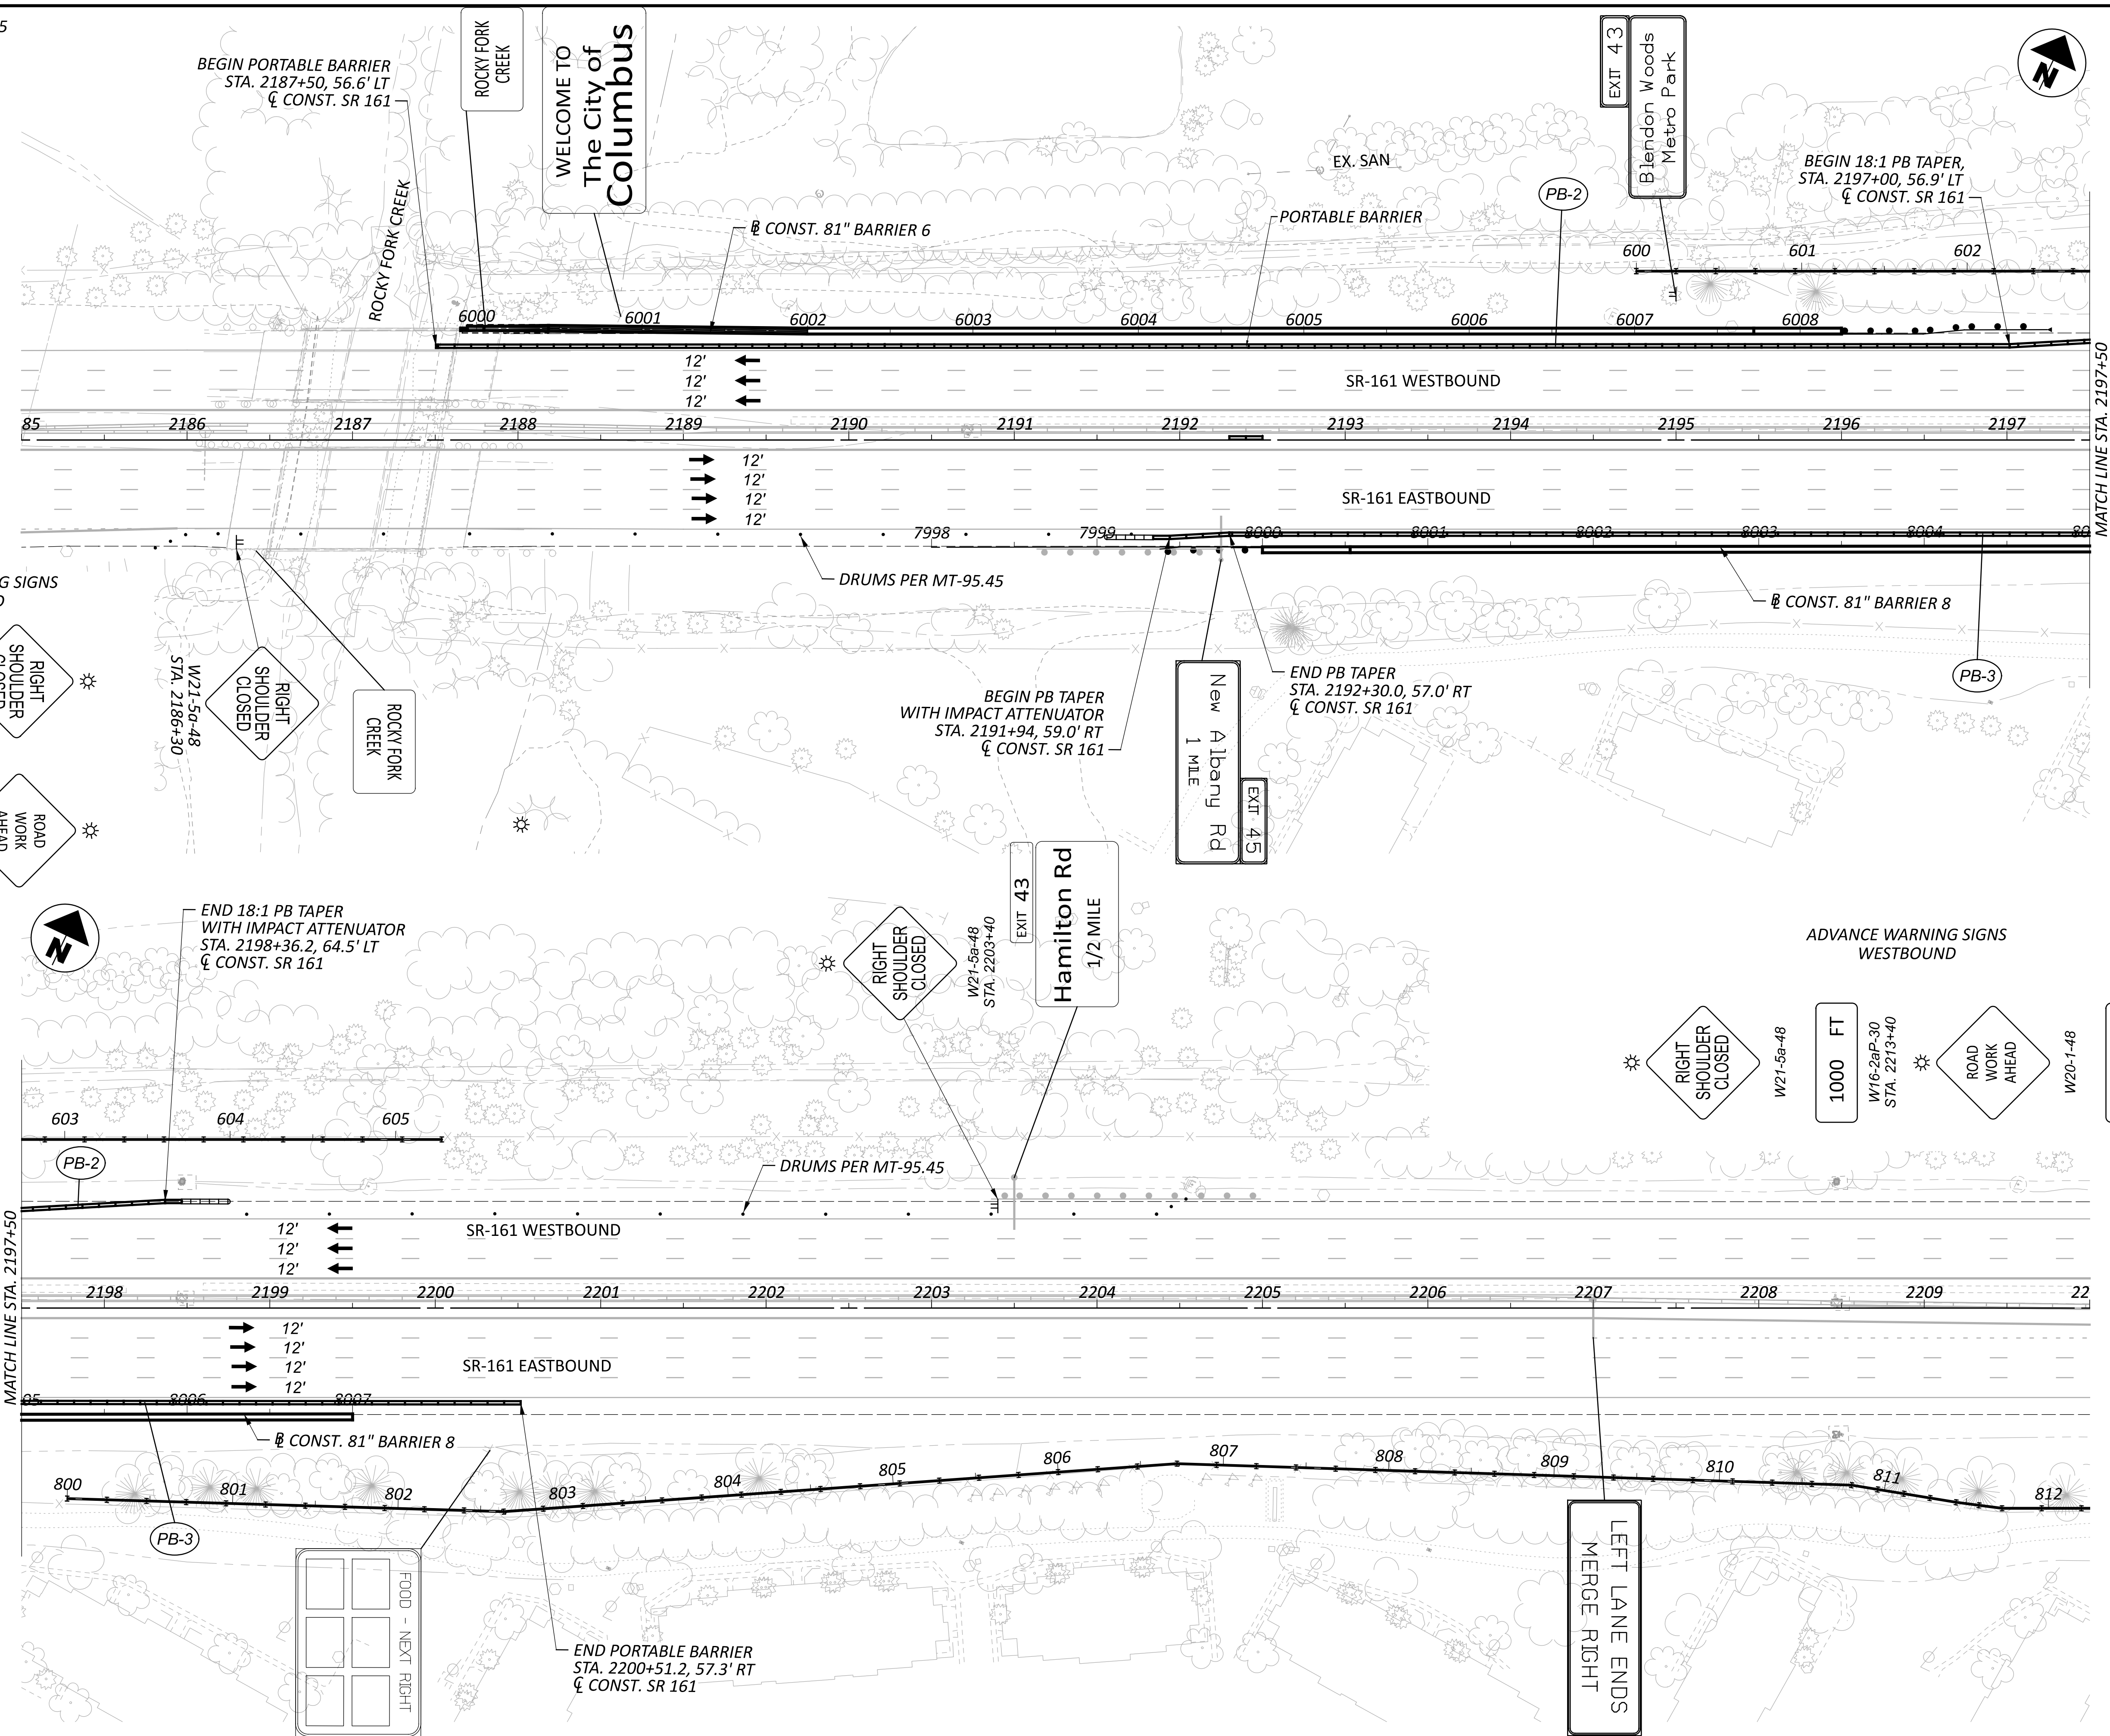 5
BEGIN PORTABLE BARRIER
STA. 2187+50, 56.6' LT
℄ CONST. SR 161
ROCKY FORK
CREEK
WELCOME TO
The City of
Columbus
ROCKY FORK CREEK
EXIT 43
Blendon Woods
Metro Park
N
EX. SAN
PB-2
BEGIN 18:1 PB TAPER,
STA. 2197+00, 56.9' LT
℄ CONST. SR 161
B CONST. 81" BARRIER 6
PORTABLE BARRIER
600 601 602
6000 6001 6002 6003 6004 6005 6006 6007 6008
12'
12'
12'
SR-161 WESTBOUND
MATCH LINE STA. 2197+50
85 2186 2187 2188 2189 2190 2191 2192 2193 2194 2195 2196 2197
12'
12'
12'
12'
SR-161 EASTBOUND
7998 7999 8000 8001 8002 8003 8004 80
DRUMS PER MT-95.45
B CONST. 81" BARRIER 8
G SIGNS
RIGHT
SHOULDER
CLOSED
W21-5a-48
STA. 2186+30
RIGHT
SHOULDER
CLOSED
ROCKY FORK
CREEK
BEGIN PB TAPER
WITH IMPACT ATTENUATOR
STA. 2191+94, 59.0' RT
℄ CONST. SR 161
New Albany Rd
1 MILE
EXIT 45
END PB TAPER
STA. 2192+30.0, 57.0' RT
℄ CONST. SR 161
PB-3
ROAD
WORK
AHEAD
N
END 18:1 PB TAPER
WITH IMPACT ATTENUATOR
STA. 2198+36.2, 64.5' LT
℄ CONST. SR 161
RIGHT
SHOULDER
CLOSED
W21-5a-48
STA. 2203+40
EXIT 43
Hamilton Rd
1/2 MILE
ADVANCE WARNING SIGNS
WESTBOUND
RIGHT
SHOULDER
CLOSED
W21-5a-48
1000 FT
W16-2aP-30
STA. 2213+40
ROAD
WORK
AHEAD
W20-1-48
603 604 605
PB-2
DRUMS PER MT-95.45
MATCH LINE STA. 2197+50
12'
12'
12'
SR-161 WESTBOUND
2198 2199 2200 2201 2202 2203 2204 2205 2206 2207 2208 2209 22
12'
12'
12'
12'
SR-161 EASTBOUND
05 8006 8007
B CONST. 81" BARRIER 8
800 801 802 803 804 805 806 807 808 809 810 811 812
PB-3
FOOD - NEXT RIGHT
END PORTABLE BARRIER
STA. 2200+51.2, 57.3' RT
℄ CONST. SR 161
LEFT LANE ENDS
MERGE RIGHT